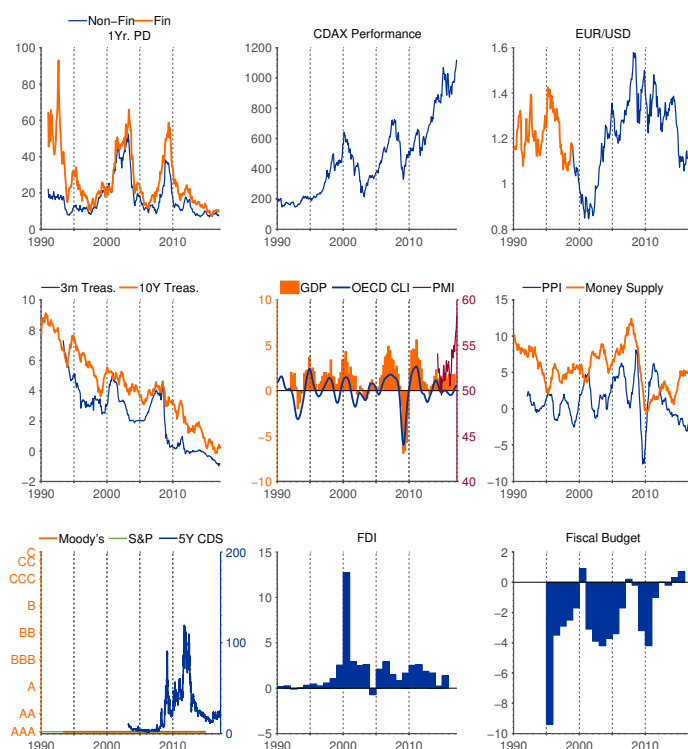 Non-Fin Fin
1Yr. PD
100
80
60
40
20
0
1990 2000 2010
CDAX Performance
1200
1000
800
600
400
200
0
1990 2000 2010
EUR/USD
1.6
1.4
1.2
1
0.8
1990 2000 2010
3m Treas. 10Y Treas.
10
8
6
4
2
0
-2
1990 2000 2010
GDP OECD CLI PMI
10 60
5
50
0
-5
-10 40
1990 2000 2010
PPI Money Supply
15
10
5
0
-5
-10
1990 2000 2010
Moody's S&P 5Y CDS
C 200
CC
CCC
B
BB 100
BBB
A
AA
AAA 0
1990 2000 2010
FDI
15
10
5
0
-5
1990 2000 2010
Fiscal Budget
2
0
-2
-4
-6
-8
-10
1990 2000 2010